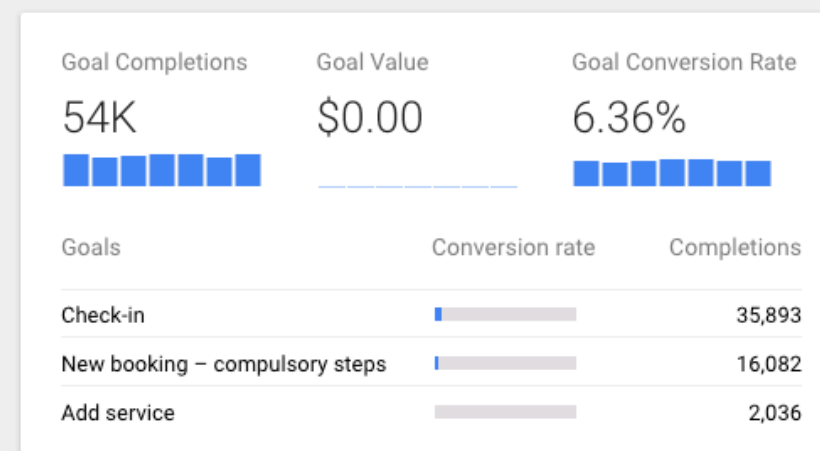 Goal Completions Goal Value Goal Conversion Rate
54K $0.00 6.36%
Goals Conversion rate Completions
Check-in 35,893
New booking – compulsory steps 16,082
Add service 2,036